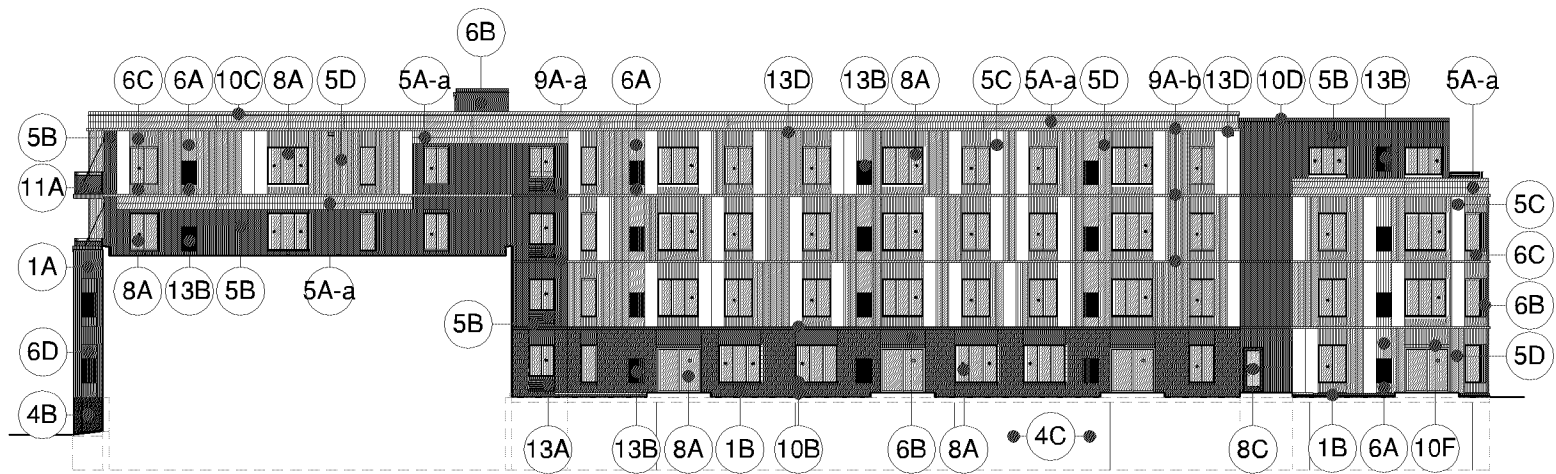 6B
6C 6A 10C 8A 5D 5A-a 9A-a 6A 13D 13B 8A 5C 5A-a 5D 9A-b 13D 10D 5B 13B 5A-a
5B
11A
5C
1A
6C
8A 13B 5B 5A-a
6B
5B
6D
5D
4B
13A 13B 8A 1B 10B 6B 8A 4C 8C 1B 6A 10F